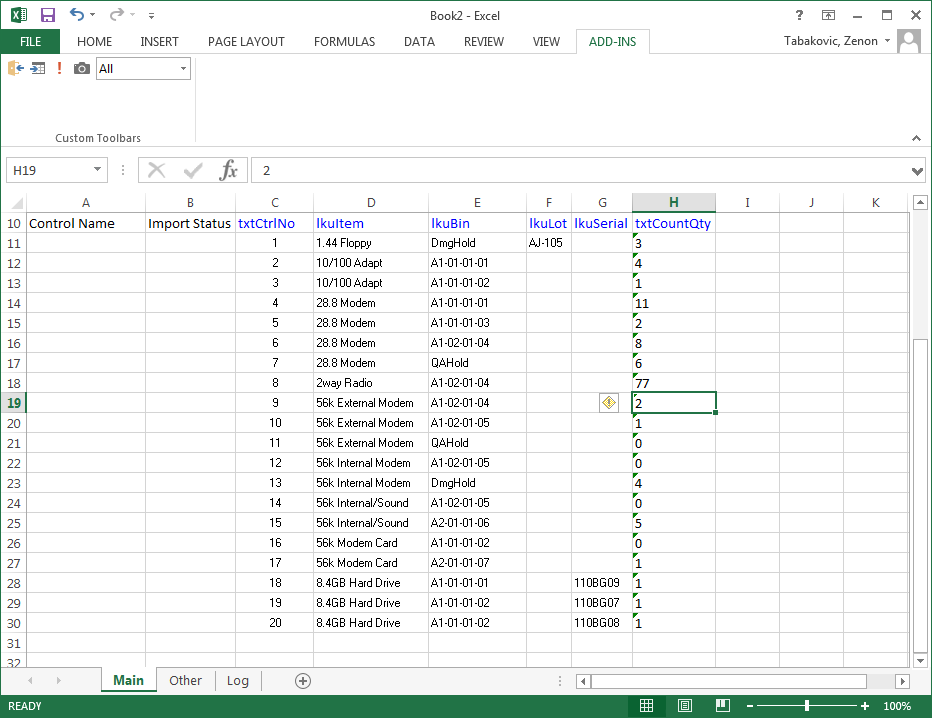 Book2 - Excel
?
FILE HOME INSERT PAGE LAYOUT FORMULAS DATA REVIEW VIEW ADD-INS Tabakovic, Zenon
! All
Custom Toolbars
H19 fx 2
A B C D E F G H I J K
10 Control Name Import Status txtCtrlNo lkuItem lkuBin lkuLot lkuSerial txtCountQty
11 1 1.44 Floppy DmgHold AJ-105 3
12 2 10/100 Adapt A1-01-01-01 4
13 3 10/100 Adapt A1-01-01-02 1
14 4 28.8 Modem A1-01-01-01 11
15 5 28.8 Modem A1-01-01-03 2
16 6 28.8 Modem A1-02-01-04 8
17 7 28.8 Modem QAHold 6
18 8 2way Radio A1-02-01-04 77
19 9 56k External Modem A1-02-01-04 2
20 10 56k External Modem A1-02-01-05 1
21 11 56k External Modem QAHold 0
22 12 56k Internal Modem A1-02-01-05 0
23 13 56k Internal Modem DmgHold 4
24 14 56k Internal/Sound A1-02-01-05 0
25 15 56k Internal/Sound A2-01-01-06 5
26 16 56k Modem Card A1-01-01-02 0
27 17 56k Modem Card A2-01-01-07 1
28 18 8.4GB Hard Drive A1-01-01-01 110BG09 1
29 19 8.4GB Hard Drive A1-01-01-02 110BG07 1
30 20 8.4GB Hard Drive A1-01-01-02 110BG08 1
31
32
Main Other Log
READY 100%